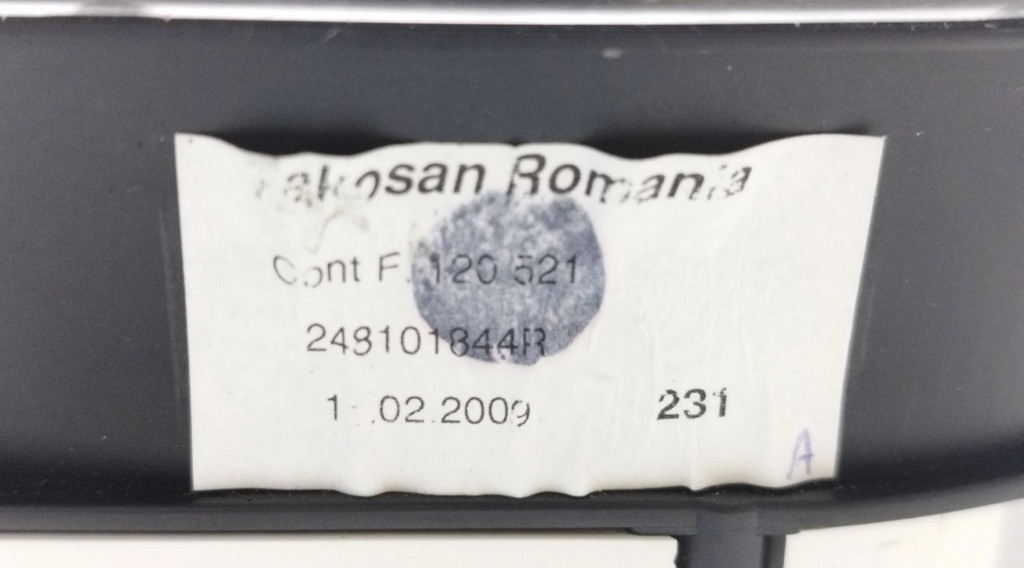 Romania
Cont F. 120 521
248101844R
.02.2009 231
A